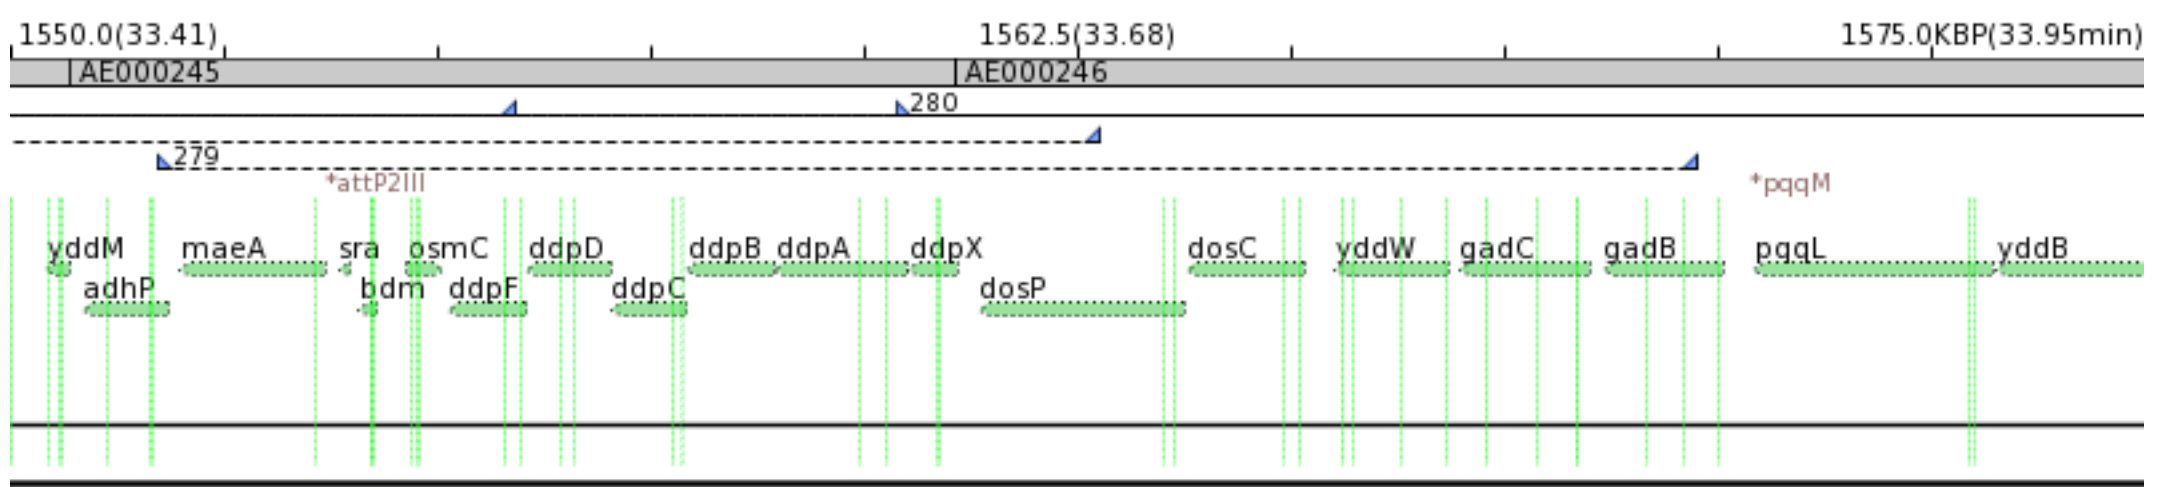 1550.0(33.41) 1562.5(33.68) 1575.0KBP(33.95min)
AE000245 AE000246
280
279
*attP2III *pqqM
yddM maeA sra osmC ddpD ddpB ddpA ddpX dosC yddW gadC gadB pqqL yddB
adhP bdm ddpF ddpC dosP